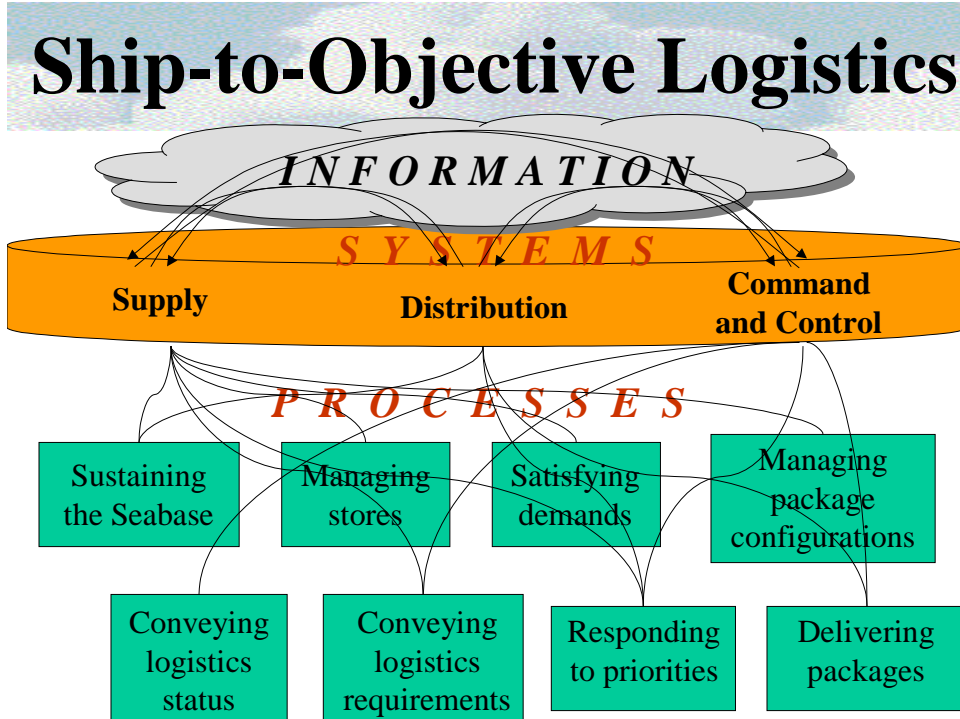 Ship-to-Objective Logistics
I N F O R M A T I O N
S Y S T E M S
Supply
Distribution
Command
and Control
P R O C E S S E S
Sustaining
the Seabase
Managing
stores
Satisfying
demands
Managing
package
configurations
Conveying
logistics
status
Conveying
logistics
requirements
Responding
to priorities
Delivering
packages